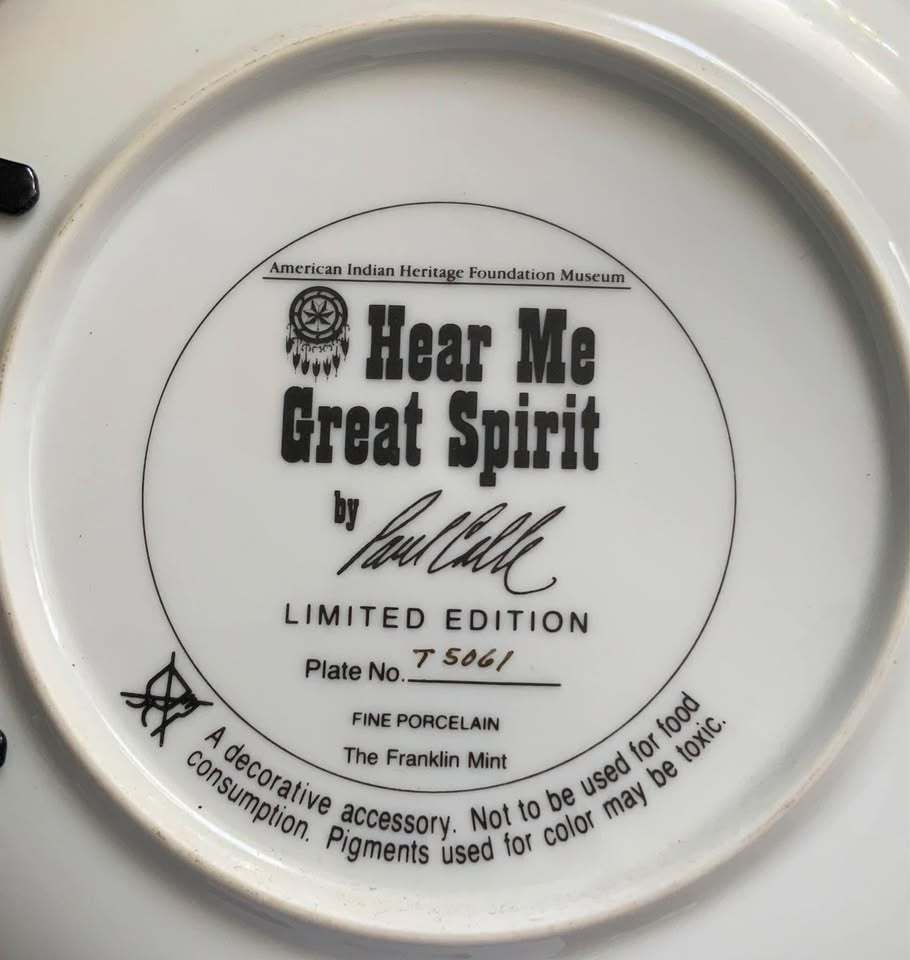 American Indian Heritage Foundation Museum
Hear Me
Great Spirit
by Paul Calle
LIMITED EDITION
Plate No. T 5061
FINE PORCELAIN
The Franklin Mint
A decorative accessory. Not to be used for food
consumption. Pigments used for color may be toxic.